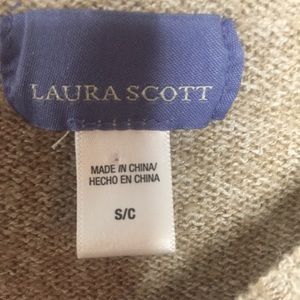 LAURA SCOTT
MADE IN CHINA/
HECHO EN CHINA
S/C